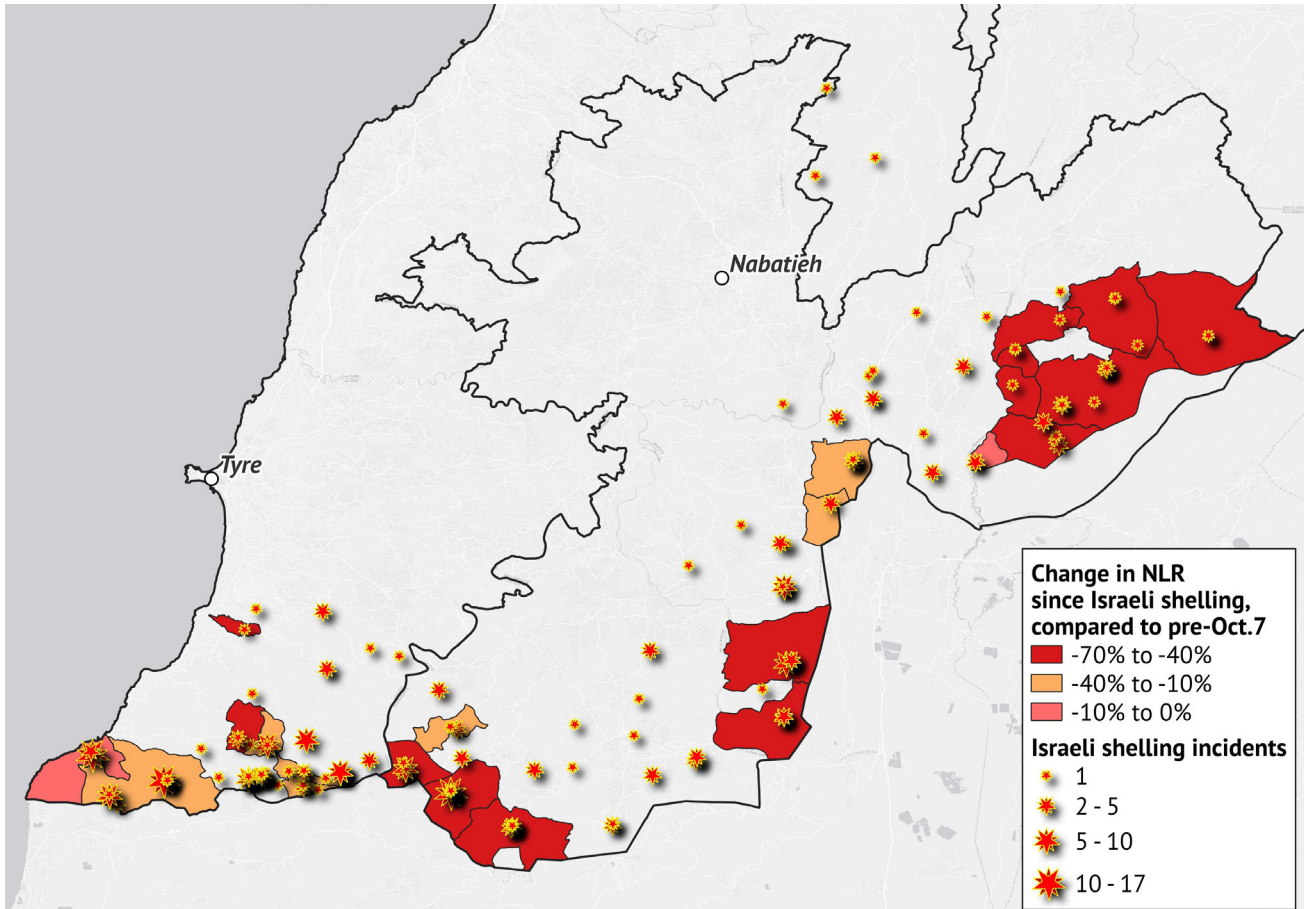 Nabatieh
Tyre
Change in NLR
since Israeli shelling,
compared to pre-Oct.7
-70% to -40%
-40% to -10%
-10% to 0%
Israeli shelling incidents
1
2 - 5
5 - 10
10 - 17